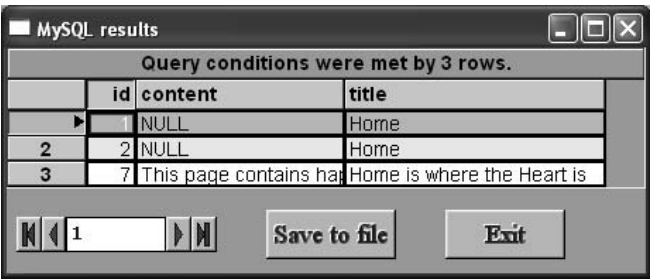 MySQL results
Query conditions were met by 3 rows.
id content title
1 NULL Home
2 2 NULL Home
3 7 This page contains hap Home is where the Heart is
1 Save to file Exit